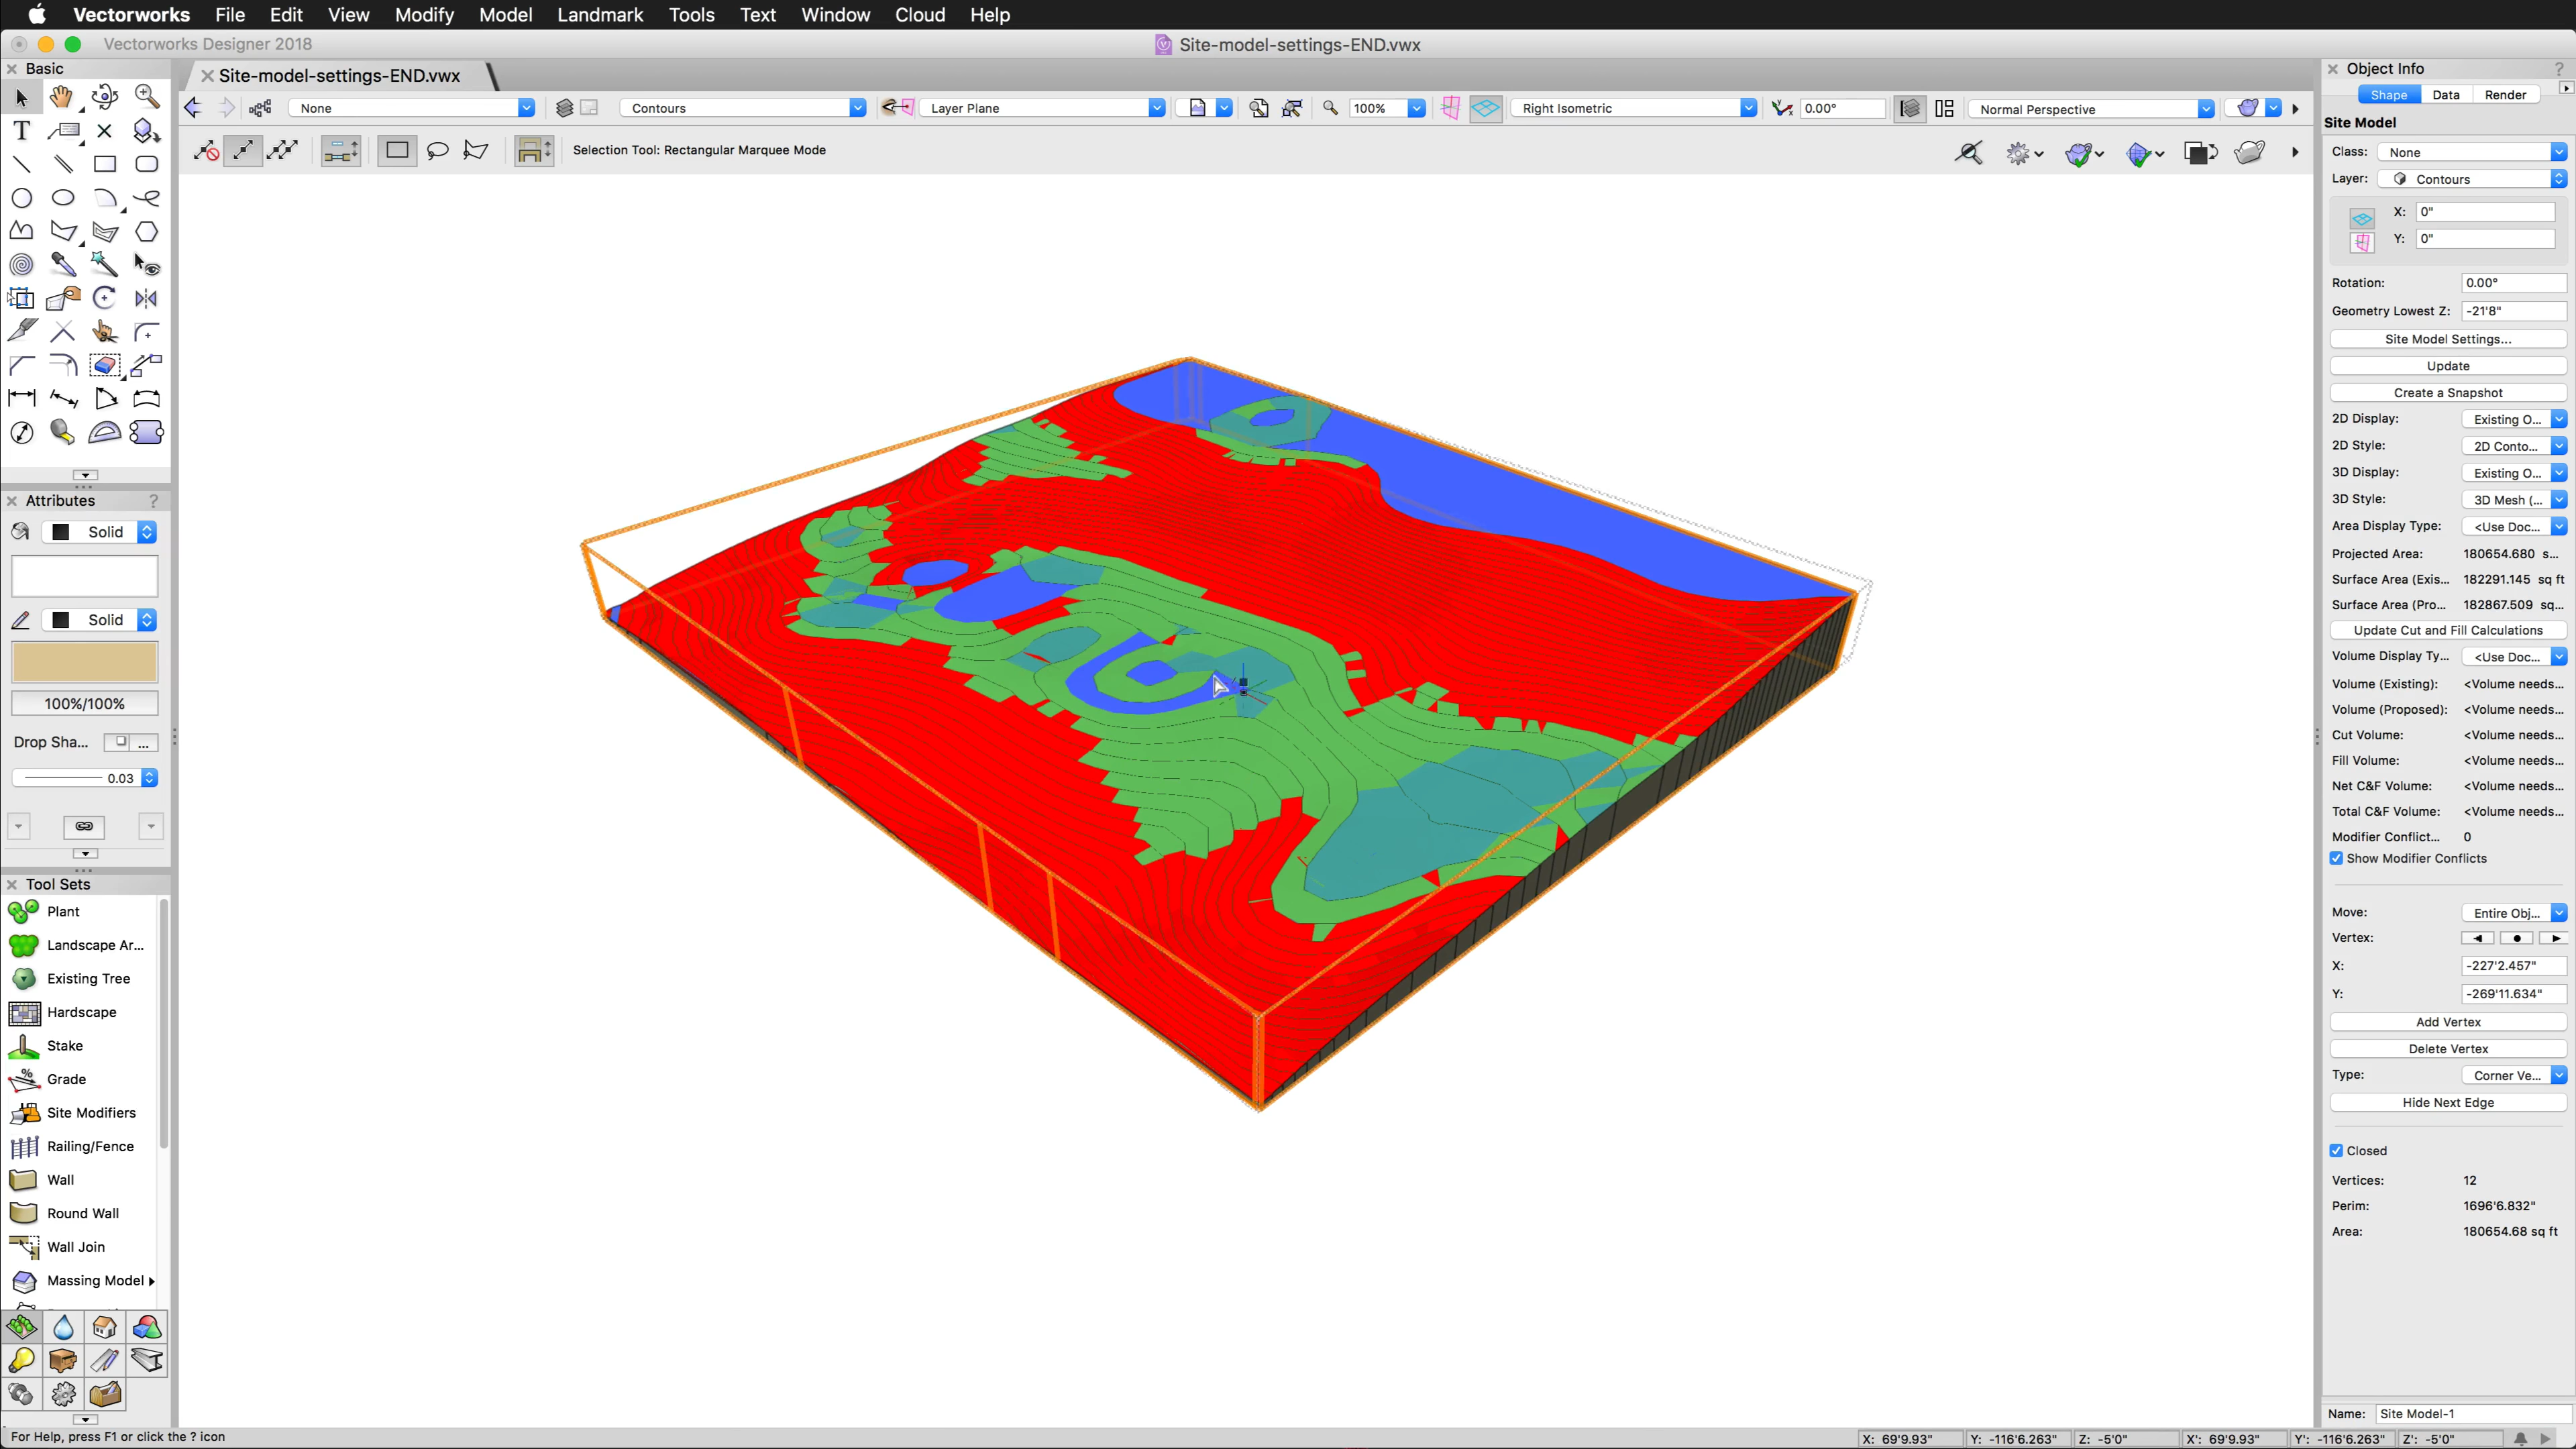 Vectorworks File Edit View Modify Model Landmark Tools Text Window Cloud Help
Vectorworks Designer 2018
Site-model-settings-END.vwx
Basic
Site-model-settings-END.vwx
Object Info
?
None
Contours
Layer Plane
100%
Right Isometric
0.00°
Normal Perspective
Shape Data Render
Site Model
Selection Tool: Rectangular Marquee Mode
Class: None
Layer: Contours
X: 0"
Y: 0"
Rotation: 0.00°
Geometry Lowest Z: -21'8"
Site Model Settings...
Update
Create a Snapshot
2D Display: Existing O...
2D Style: 2D Conto...
3D Display: Existing O...
3D Style: 3D Mesh (...
Area Display Type: <Use Doc...
Projected Area: 180654.680 s...
Surface Area (Exis... 182291.145 sq ft
Surface Area (Pro... 182867.509 sq...
Update Cut and Fill Calculations
Volume Display Ty... <Use Doc...
Volume (Existing): <Volume needs...
Volume (Proposed): <Volume needs...
Cut Volume: <Volume needs...
Fill Volume: <Volume needs...
Net C&F Volume: <Volume needs...
Total C&F Volume: <Volume needs...
Modifier Conflict... 0
Show Modifier Conflicts
Move: Entire Obj...
Vertex:
X: -227'2.457"
Y: -269'11.634"
Add Vertex
Delete Vertex
Type: Corner Ve...
Hide Next Edge
Closed
Vertices: 12
Perim: 1696'6.832"
Area: 180654.68 sq ft
Name: Site Model-1
T
Attributes
?
Solid
Solid
100%/100%
Drop Sha...
...
0.03
Tool Sets
Plant
Landscape Ar...
Existing Tree
Hardscape
Stake
%
Grade
Site Modifiers
Railing/Fence
Wall
Round Wall
Wall Join
Massing Model
For Help, press F1 or click the ? icon
X: 69'9.93" Y: -116'6.263" Z: -5'0" X': 69'9.93" Y': -116'6.263" Z': -5'0"